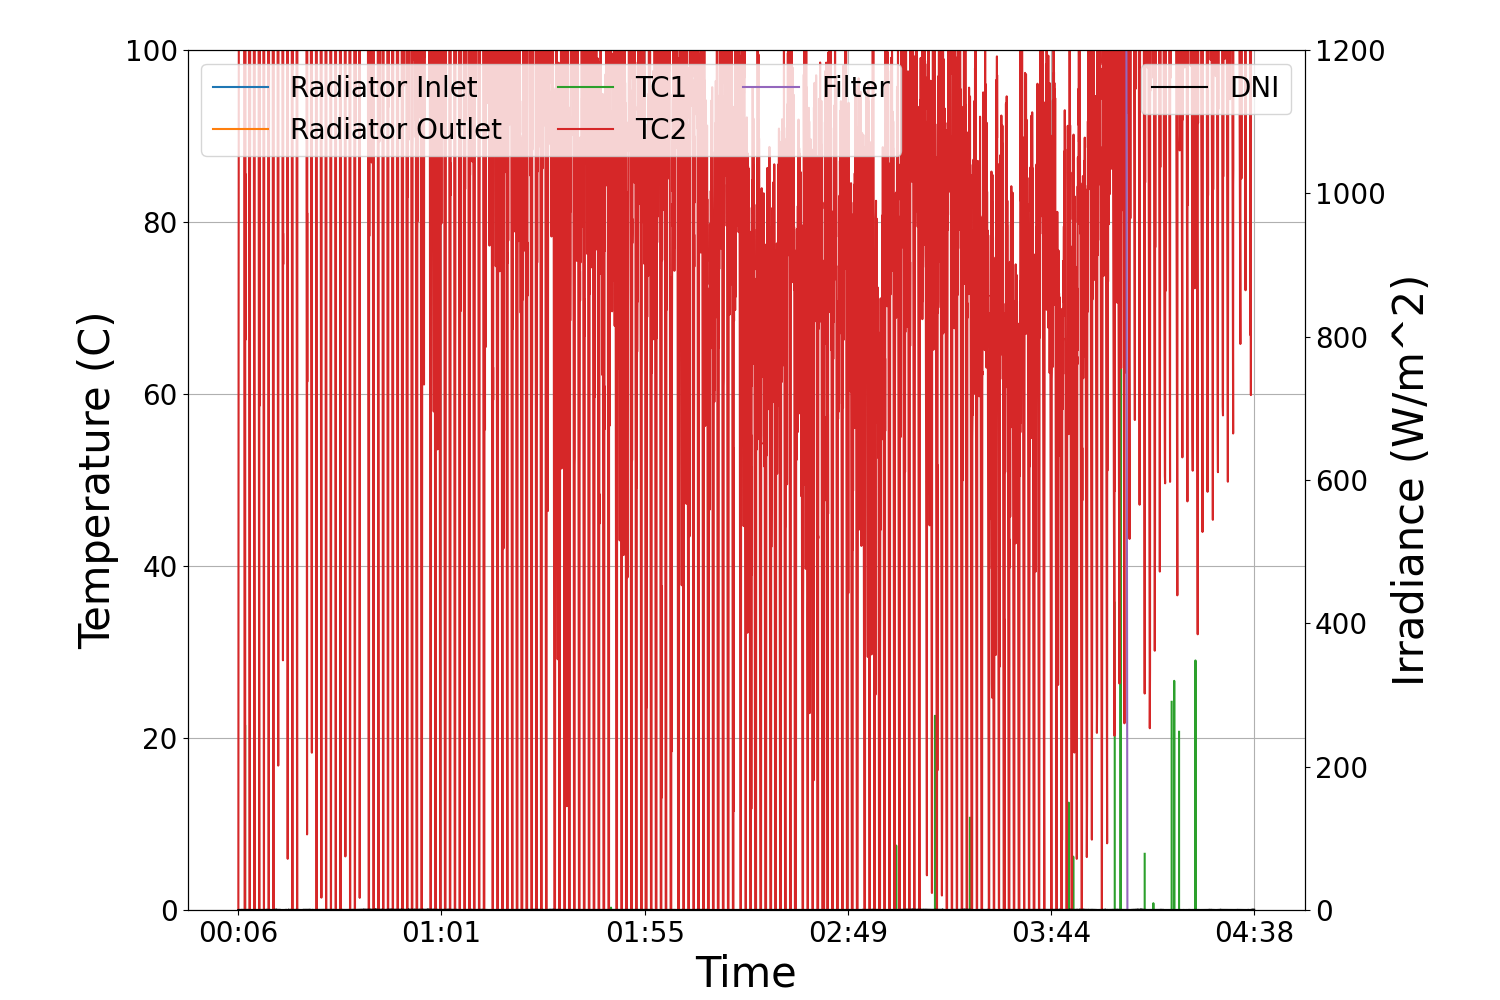 100
80
60
40
20
0
Temperature (C)
Radiator Inlet
Radiator Outlet
TC1
TC2
Filter
DNI
1200
1000
800
600
400
200
0
Irradiance (W/m^2)
00:06
01:01
01:55
02:49
03:44
04:38
Time